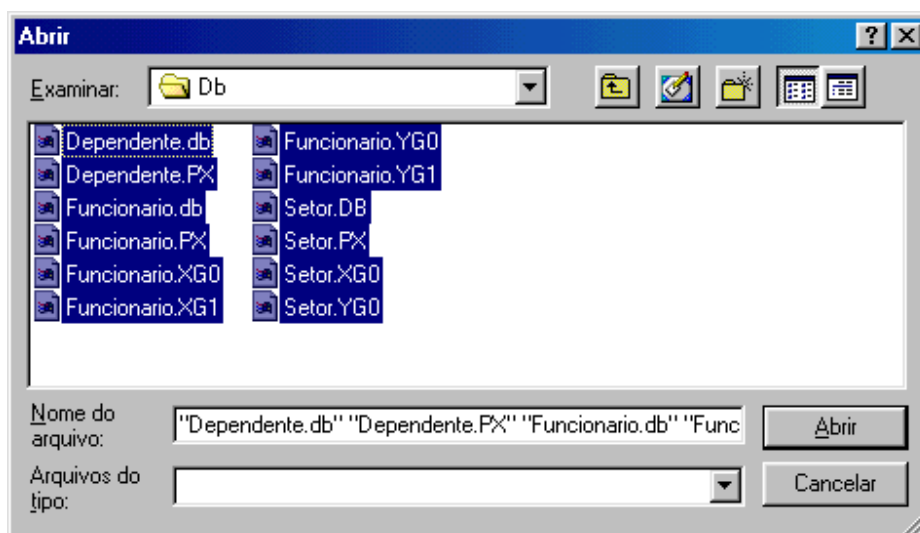 Abrir
Examinar: Db
Dependente.db Funcionario.YG0
Dependente.PX Funcionario.YG1
Funcionario.db Setor.DB
Funcionario.PX Setor.PX
Funcionario.XG0 Setor.XG0
Funcionario.XG1 Setor.YG0
Nome do
arquivo: "Dependente.db" "Dependente.PX" "Funcionario.db" "Func Abrir
Arquivos do
tipo: Cancelar